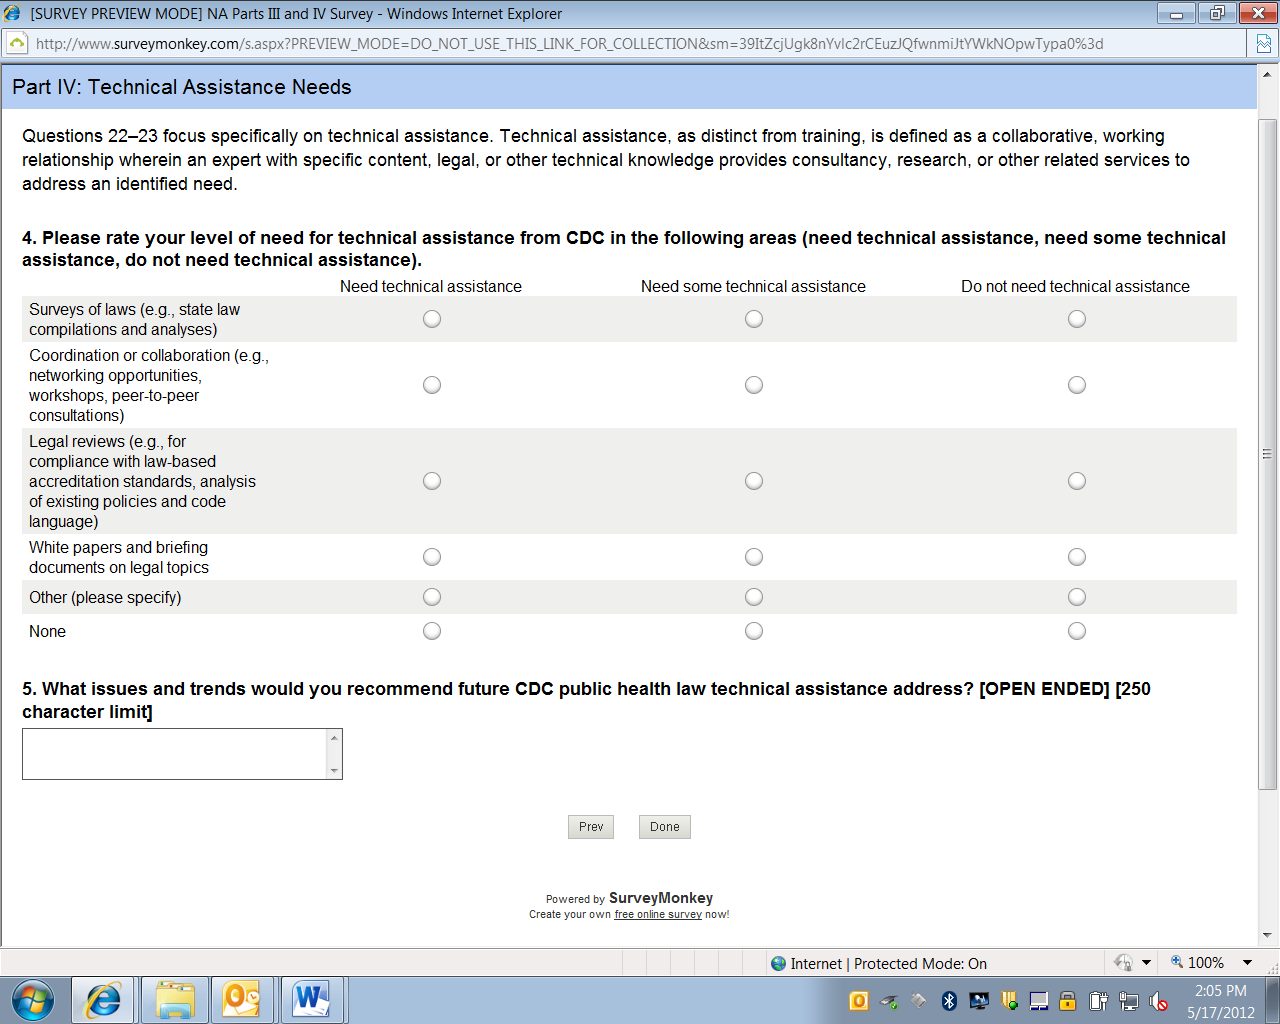 [SURVEY PREVIEW MODE] NA Parts III and IV Survey - Windows Internet Explorer
http://www.surveymonkey.com/s.aspx?PREVIEW_MODE=DO_NOT_USE_THIS_LINK_FOR_COLLECTION&sm=39ItZcjUgk8nYvlc2rCEuzJQfwnmiJtYWkNOpwTypa0%3d
Part IV: Technical Assistance Needs
Questions 22–23 focus specifically on technical assistance. Technical assistance, as distinct from training, is defined as a collaborative, working
relationship wherein an expert with specific content, legal, or other technical knowledge provides consultancy, research, or other related services to
address an identified need.
4. Please rate your level of need for technical assistance from CDC in the following areas (need technical assistance, need some technical
assistance, do not need technical assistance).
Need technical assistance Need some technical assistance Do not need technical assistance
Surveys of laws (e.g., state law
compilations and analyses)
Coordination or collaboration (e.g.,
networking opportunities,
workshops, peer-to-peer
consultations)
Legal reviews (e.g., for
compliance with law-based
accreditation standards, analysis
of existing policies and code
language)
White papers and briefing
documents on legal topics
Other (please specify)
None
5. What issues and trends would you recommend future CDC public health law technical assistance address? [OPEN ENDED] [250
character limit]
Prev Done
Powered by SurveyMonkey
Create your own free online survey now!
Internet | Protected Mode: On 100%
2:05 PM
5/17/2012